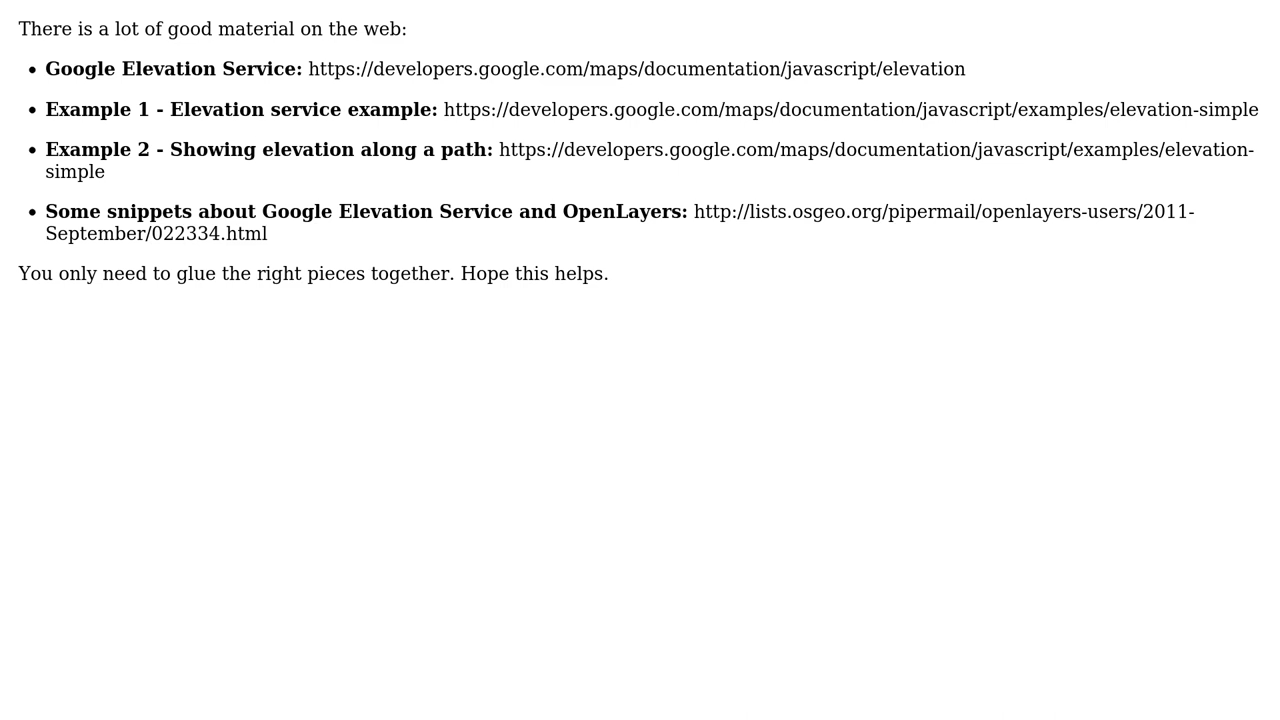 There is a lot of good material on the web:
• Google Elevation Service: https://developers.google.com/maps/documentation/javascript/elevation
• Example 1 - Elevation service example: https://developers.google.com/maps/documentation/javascript/examples/elevation-simple
• Example 2 - Showing elevation along a path: https://developers.google.com/maps/documentation/javascript/examples/elevation-
simple
• Some snippets about Google Elevation Service and OpenLayers: http://lists.osgeo.org/pipermail/openlayers-users/2011-
September/022334.html
You only need to glue the right pieces together. Hope this helps.